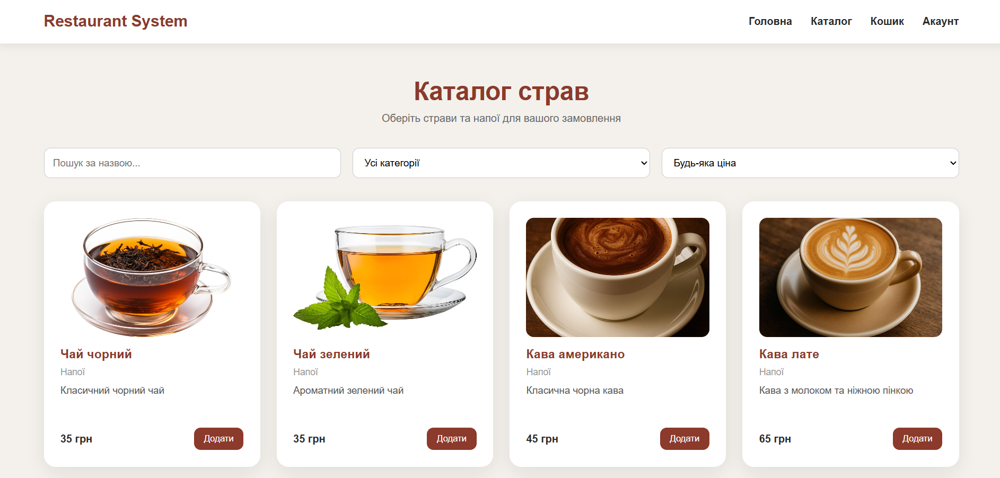 Restaurant System
Головна Каталог Кошик Акаунт
Каталог страв
Оберіть страви та напої для вашого замовлення
Пошук за назвою...
Усі категорії
Будь-яка ціна
Чай чорний
Напої
Класичний чорний чай
35 грн
Додати
Чай зелений
Напої
Ароматний зелений чай
35 грн
Додати
Кава американо
Напої
Класична чорна кава
45 грн
Додати
Кава лате
Напої
Кава з молоком та ніжною пінкою
65 грн
Додати